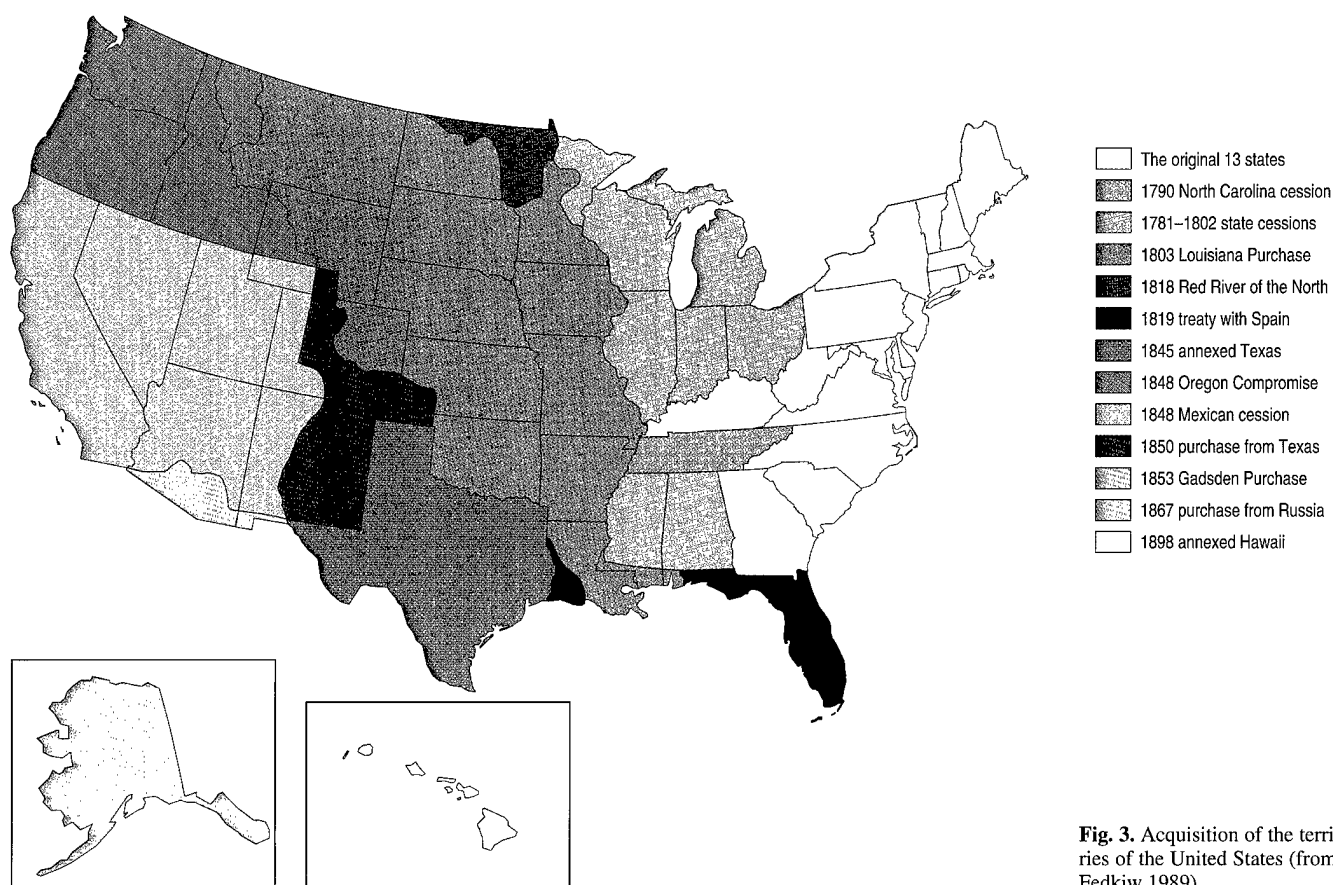 The original 13 states
1790 North Carolina cession
1781–1802 state cessions
1803 Louisiana Purchase
1818 Red River of the North
1819 treaty with Spain
1845 annexed Texas
1848 Oregon Compromise
1848 Mexican cession
1850 purchase from Texas
1853 Gadsden Purchase
1867 purchase from Russia
1898 annexed Hawaii
Fig. 3. Acquisition of the terri
ries of the United States (from
Fedkiw 1989)